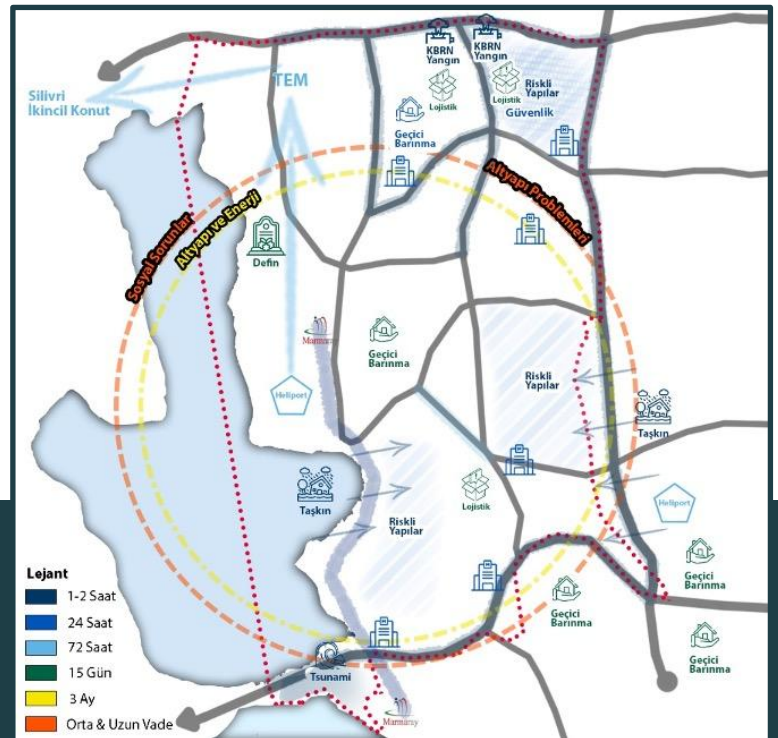 KBRN
Yangın
KBRN
Yangın
Silivri
İkincil Konut
TEM
Lojistik
Lojistik
Riskli
Yapılar
Güvenlik
Geçici
Barınma
Sosyal Sorunlar
Altyapı ve Enerji
Altyapı Problemleri
Defin
Marmaray
Geçici
Barınma
Heliport
Riskli
Yapılar
Taşkın
Taşkın
Lojistik
Heliport
Riskli
Yapılar
Geçici
Barınma
Geçici
Barınma
Geçici
Barınma
Tsunami
Marmaray
Lejant
1-2 Saat
24 Saat
72 Saat
15 Gün
3 Ay
Orta & Uzun Vade